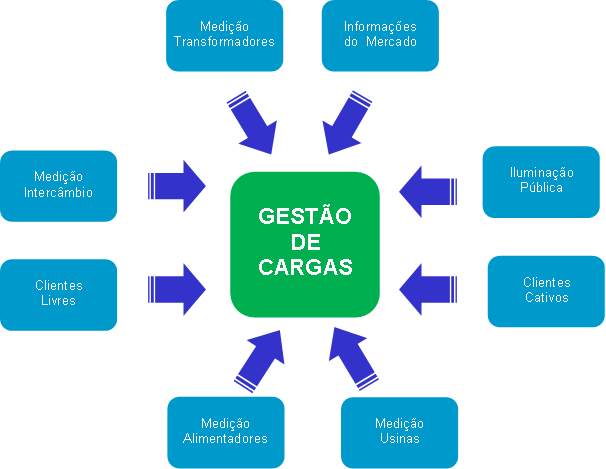 Medição
Transformadores
Informações
do Mercado
Medição
Intercâmbio
Iluminação
Pública
GESTÃO
DE
CARGAS
Clientes
Livres
Clientes
Cativos
Medição
Alimentadores
Medição
Usinas